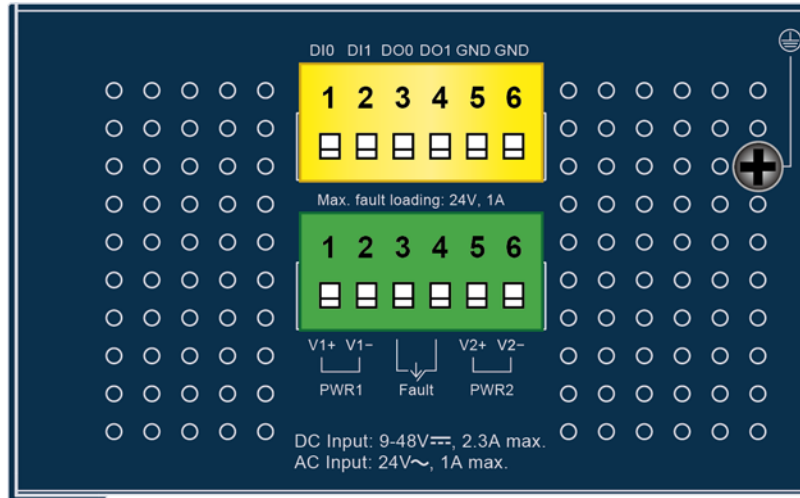 DI0 DI1 DO0 DO1 GND GND
1 2 3 4 5 6
Max. fault loading: 24V, 1A
1 2 3 4 5 6
V1+ V1− V2+ V2−
PWR1 Fault PWR2
DC Input: 9-48V⎓, 2.3A max.
AC Input: 24V~, 1A max.